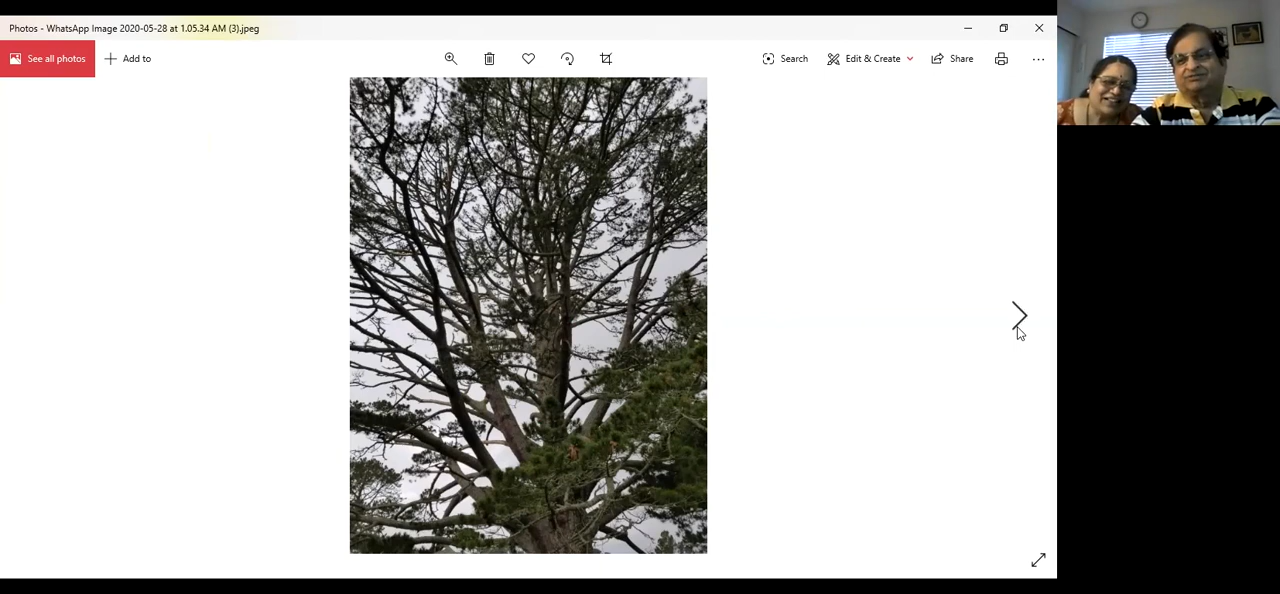 Photos - WhatsApp Image 2020-05-28 at 1.05.34 AM (3).jpeg
See all photos
Add to
Search
Edit & Create
Share